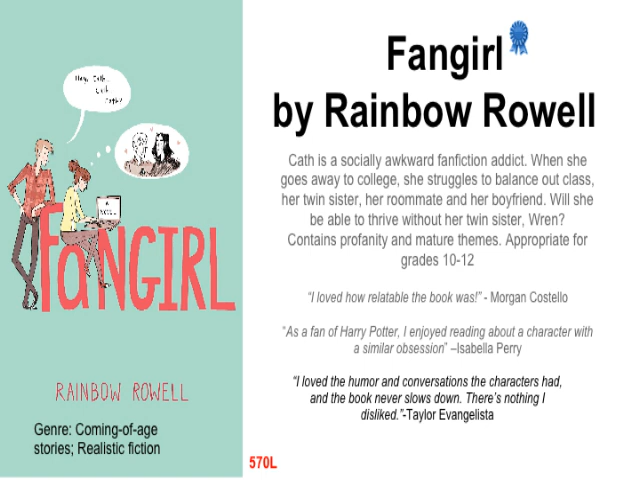 Hey, Cath.
Cath.
Cath?
FANGIRL
RAINBOW ROWELL
Genre: Coming-of-age
stories; Realistic fiction
Fangirl
by Rainbow Rowell
Cath is a socially awkward fanfiction addict. When she
goes away to college, she struggles to balance out class,
her twin sister, her roommate and her boyfriend. Will she
be able to thrive without her twin sister, Wren?
Contains profanity and mature themes. Appropriate for
grades 10-12
“I loved how relatable the book was!” - Morgan Costello
“As a fan of Harry Potter, I enjoyed reading about a character with
a similar obsession” –Isabella Perry
“I loved the humor and conversations the characters had,
and the book never slows down. There’s nothing I
disliked.”-Taylor Evangelista
570L